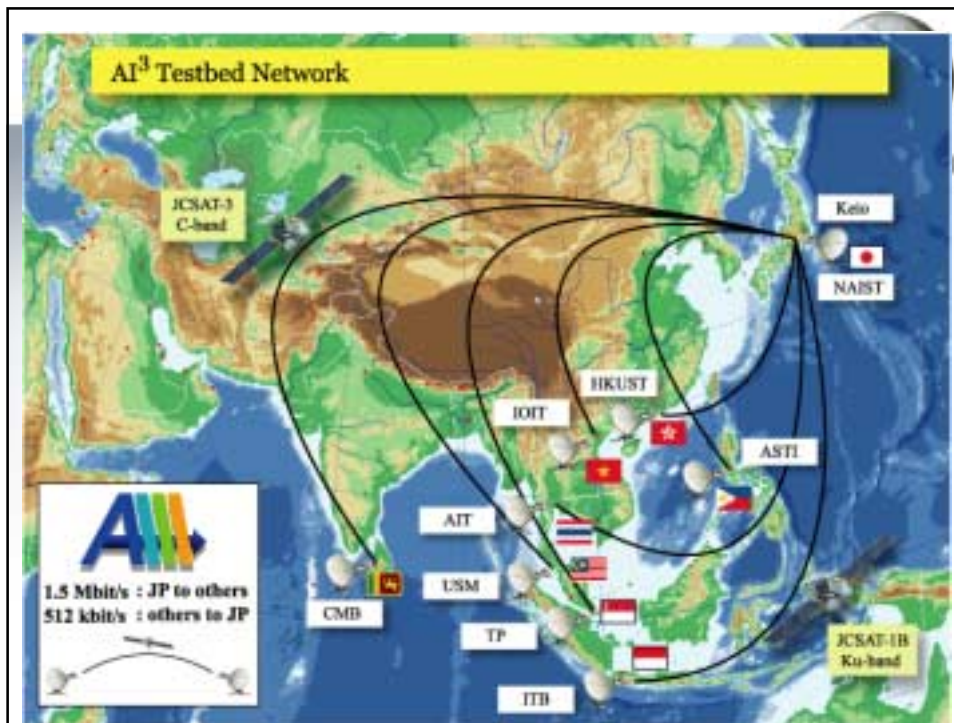 AI³ Testbed Network
JCSAT-3
C-band
Keio
NAIST
HKUST
IOIT
ASTI
AIT
USM
CMB
TP
ITB
JCSAT-1B
Ku-band
AI
1.5 Mbit/s : JP to others
512 kbit/s : others to JP